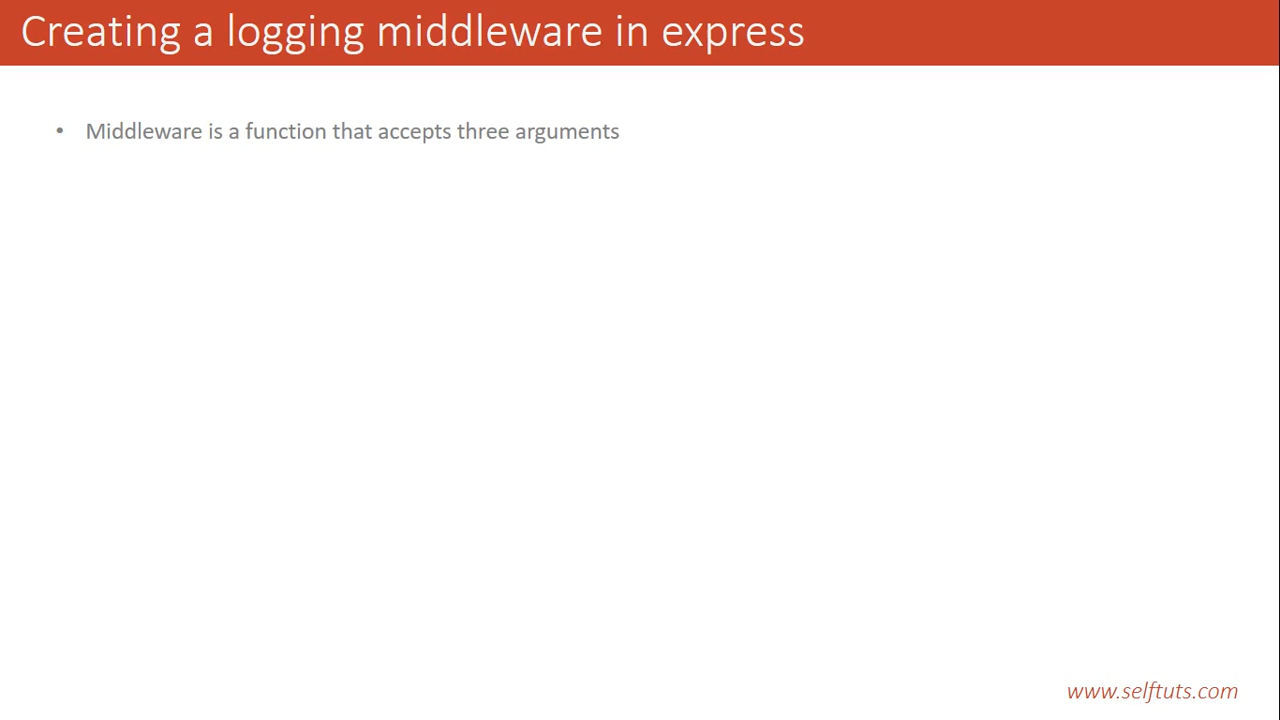 Creating a logging middleware in express
• Middleware is a function that accepts three arguments
www.selftuts.com